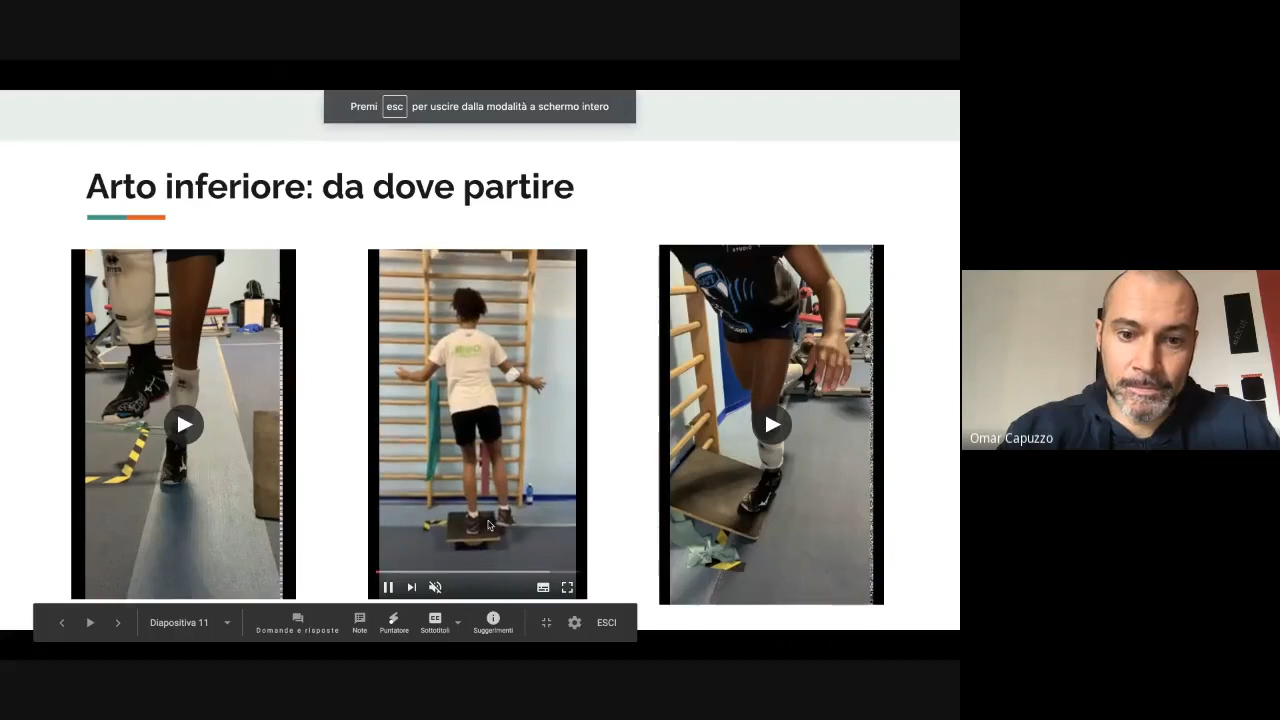 Premi esc per uscire dalla modalità a schermo intero
Arto inferiore: da dove partire
Diapositiva 11
Domande e risposte
Note
Puntatore
Sottotitoli
Suggerimenti
ESCI
Omar Capuzzo